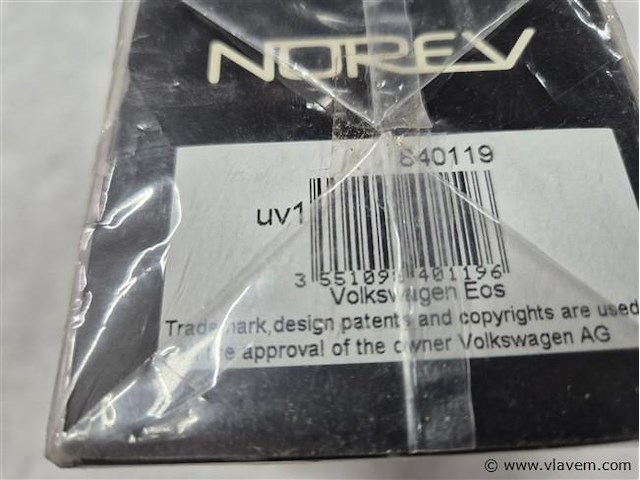 NOREV
840119
uv1
3 551098 401196
Volkswagen Eos
Trademark, design patents and copyrights are used
the approval of the owner Volkswagen AG
© www.vlavem.com